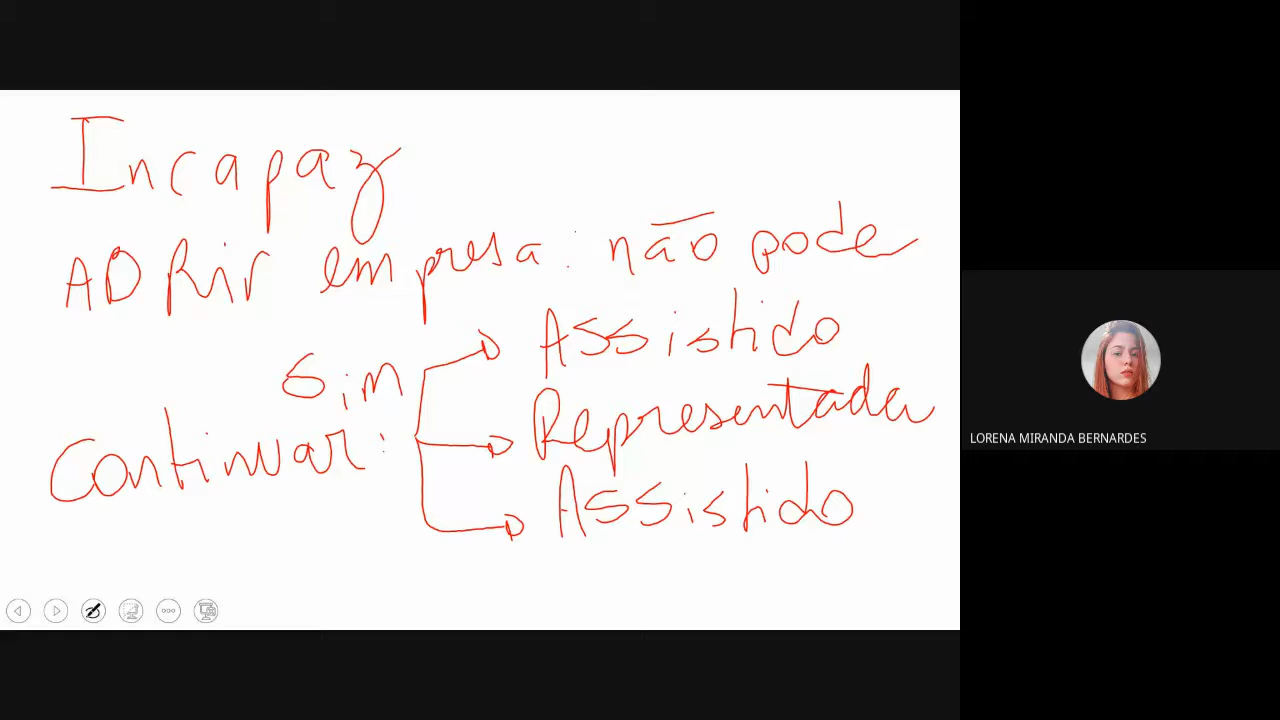 Incapaz
ABRir empresa: não pode
Sim
Continuar:
Assistido
Representada
Assistido
LORENA MIRANDA BERNARDES